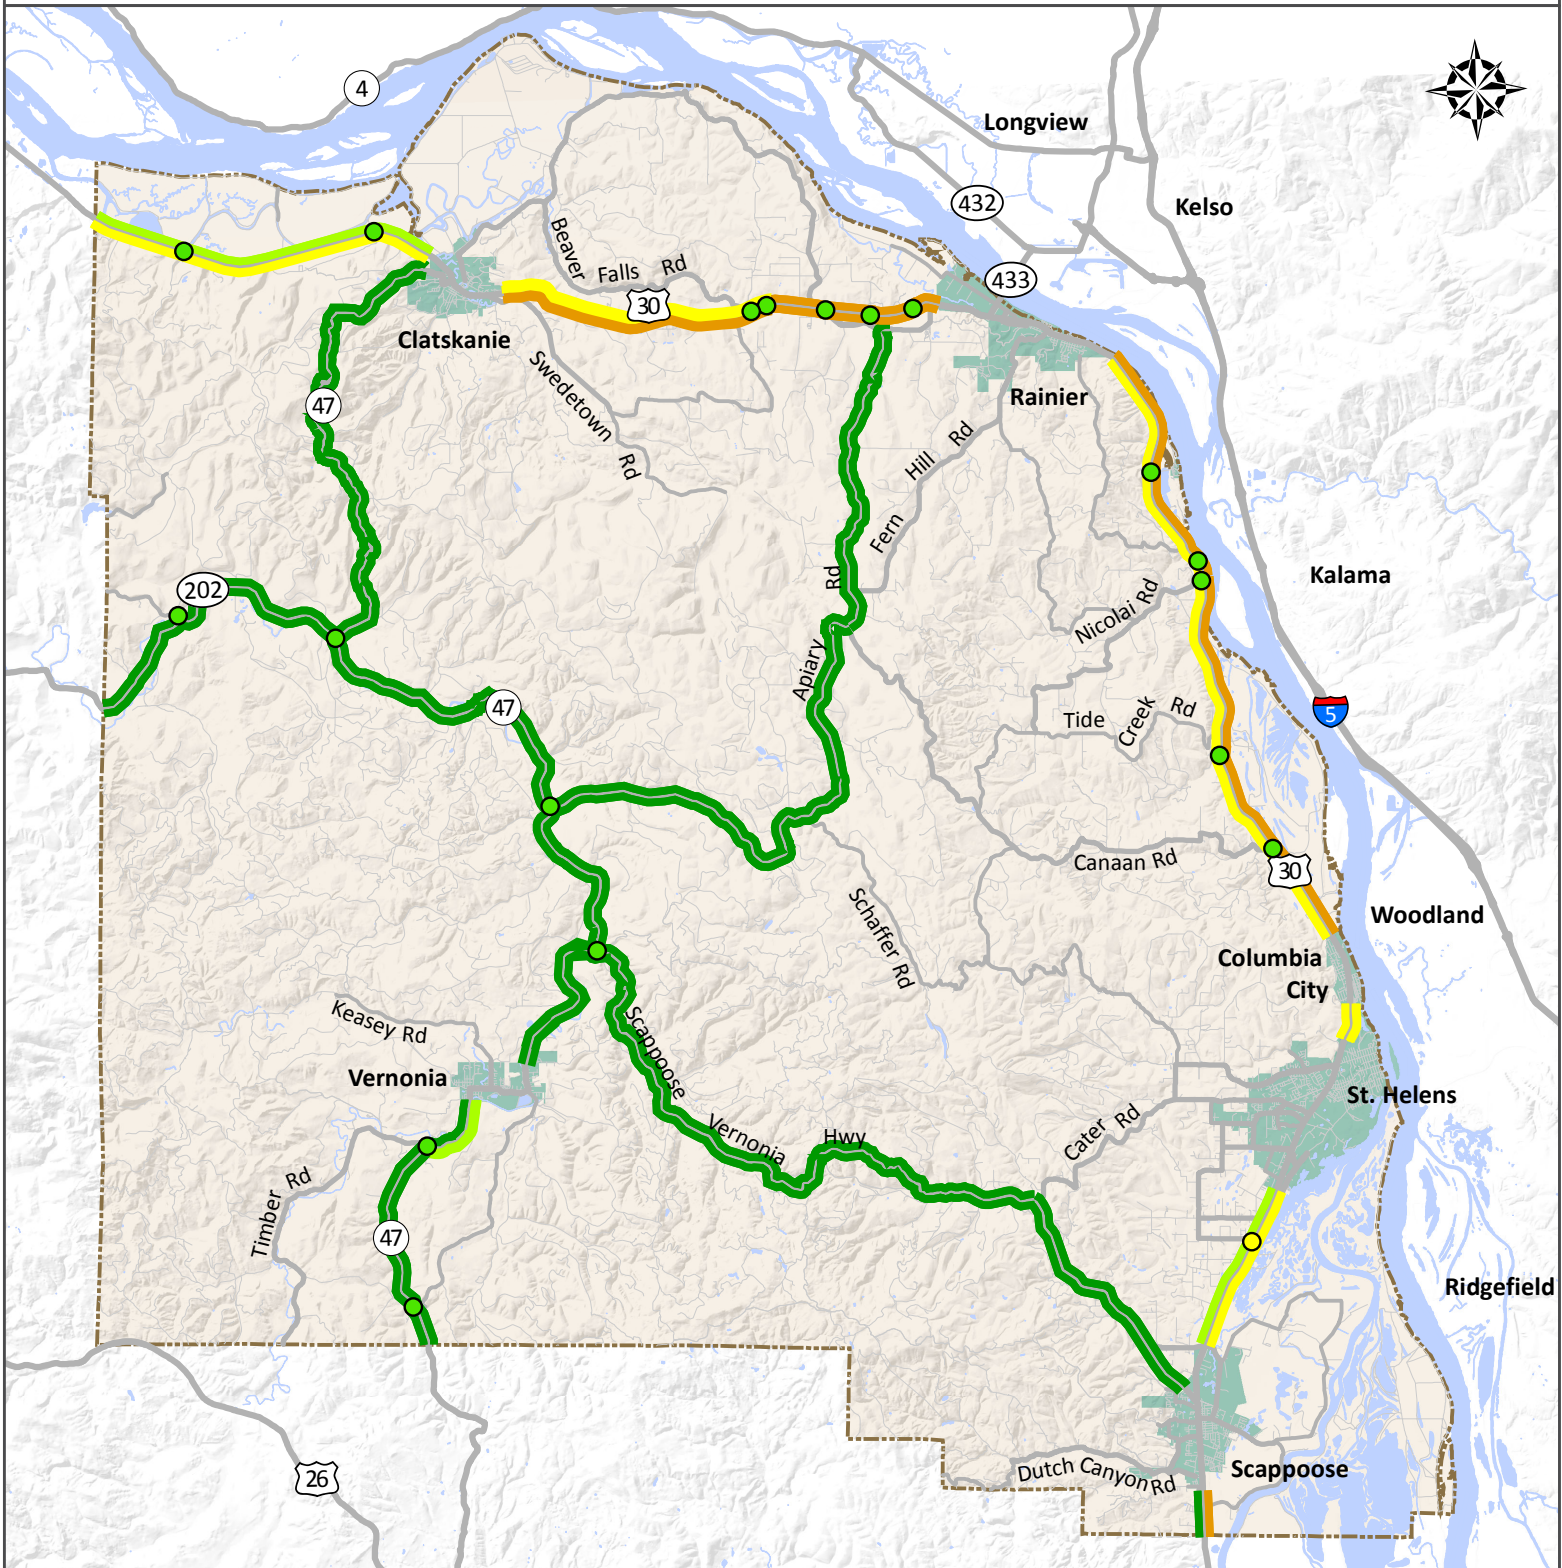 4
Longview
432
Kelso
433
Beaver
Falls Rd
30
Clatskanie
Swedetown
Rd
Rainier
47
Fern
Hill
Rd
Rd
Apiary
202
Nicolai Rd
Kalama
Tide
Creek
Rd
47
5
Canaan Rd
30
Woodland
Columbia
City
Schaffer Rd
Keasey Rd
Scappoose
Vernonia
Hwy
Vernonia
St. Helens
Cater
Rd
Timber
Rd
47
Ridgefield
26
Dutch Canyon Rd
Scappoose